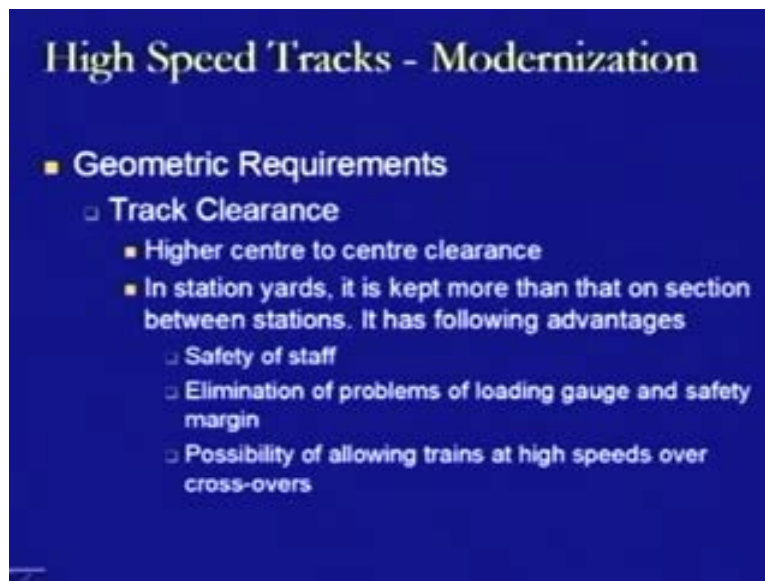 High Speed Tracks - Modernization
Geometric Requirements
Track Clearance
Higher centre to centre clearance
In station yards, it is kept more than that on section
between stations. It has following advantages
Safety of staff
Elimination of problems of loading gauge and safety
margin
Possibility of allowing trains at high speeds over
cross-overs